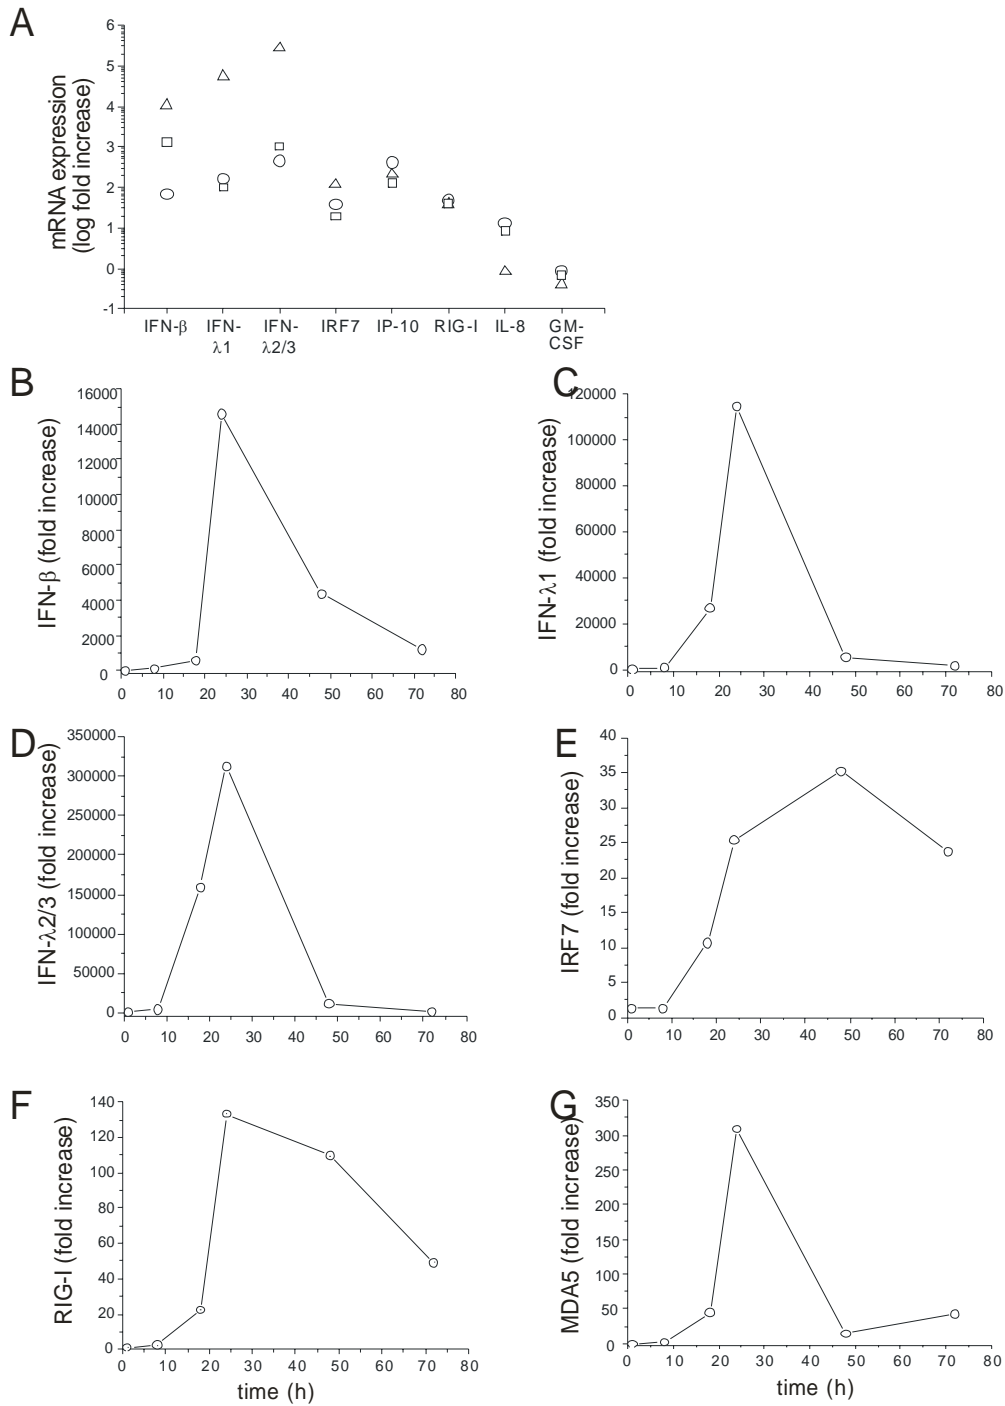 A
mRNA expression
(log fold increase)
6
5
4
3
2
1
0
-1
IFN-β IFN- IFN- IRF7 IP-10 RIG-I IL-8 GM-
λ1 λ2/3 CSF
B
IFN-β (fold increase)
16000
14000
12000
10000
8000
6000
4000
2000
0
0 10 20 30 40 50 60 70 80
C
IFN-λ1 (fold increase)
120000
100000
80000
60000
40000
20000
0
0 10 20 30 40 50 60 70 80
D
IFN-λ2/3 (fold increase)
350000
300000
250000
200000
150000
100000
50000
0
0 10 20 30 40 50 60 70 80
E
IRF7 (fold increase)
40
35
30
25
20
15
10
5
0
0 10 20 30 40 50 60 70 80
F
RIG-I (fold increase)
140
120
100
80
60
40
20
0
0 10 20 30 40 50 60 70 80
time (h)
G
MDA5 (fold increase)
350
300
250
200
150
100
50
0
0 10 20 30 40 50 60 70 80
time (h)